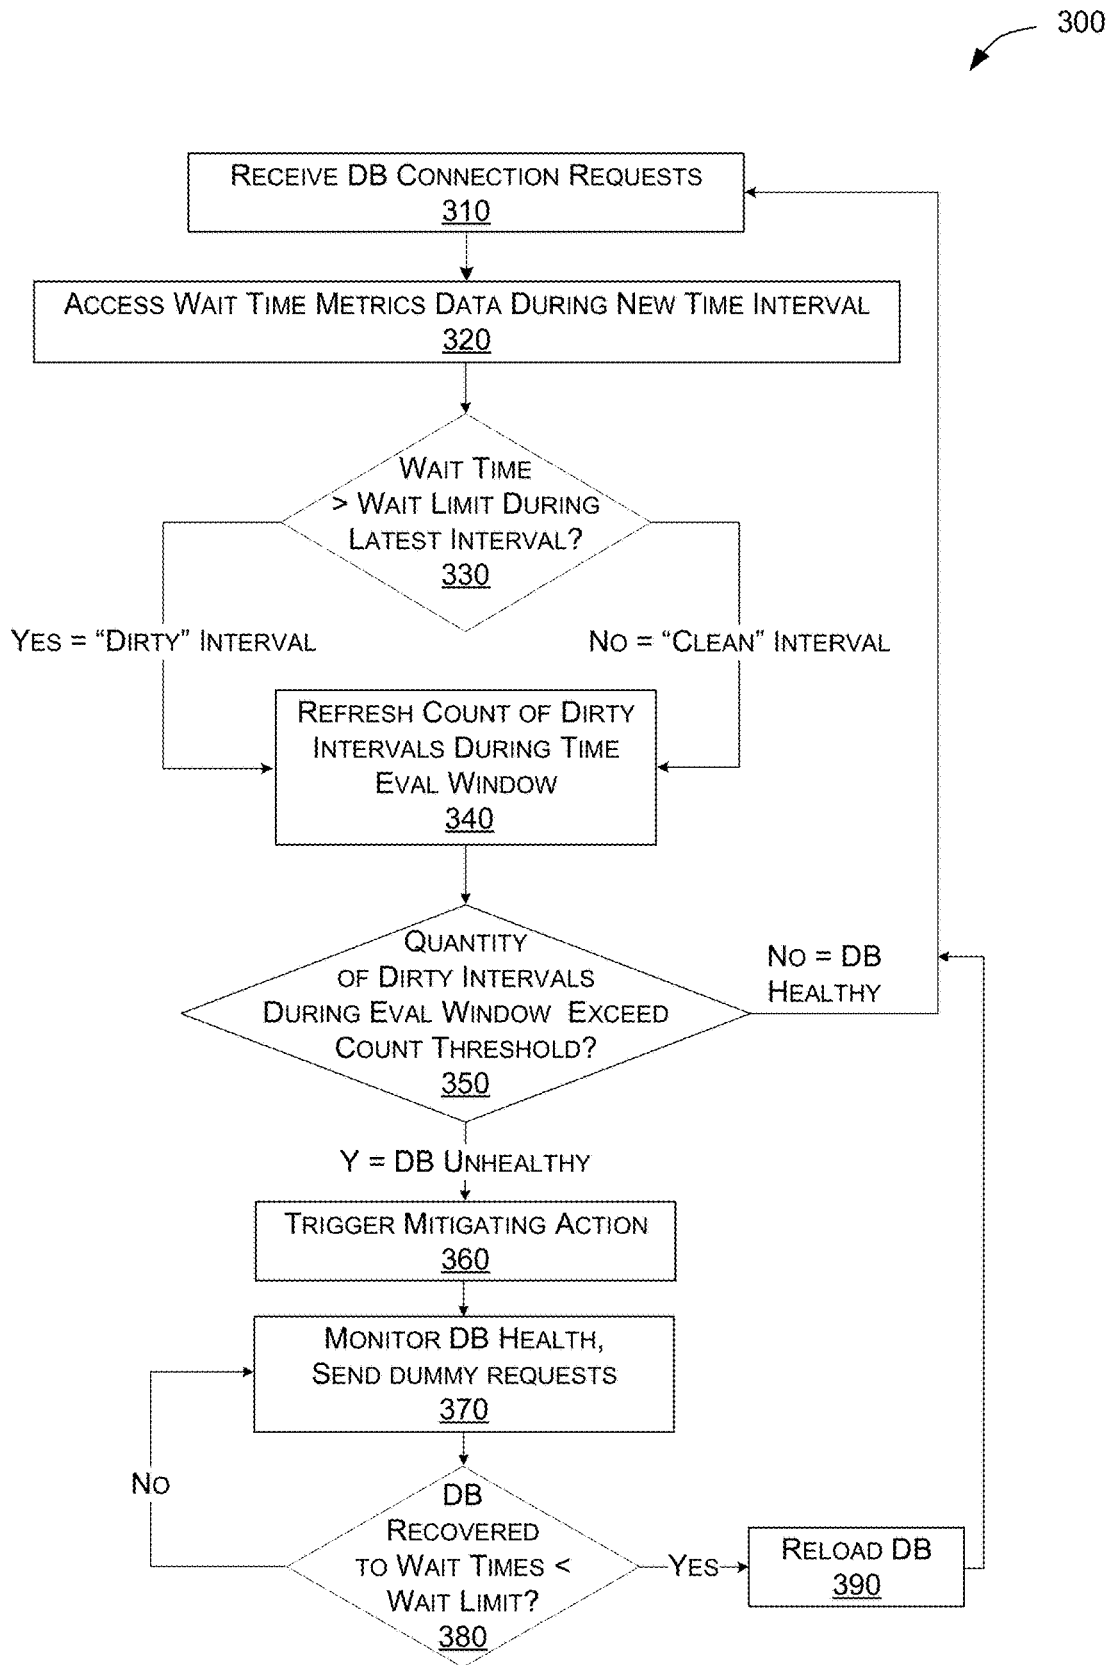 300
RECEIVE DB CONNECTION REQUESTS
310
ACCESS WAIT TIME METRICS DATA DURING NEW TIME INTERVAL
320
WAIT TIME
> WAIT LIMIT DURING
LATEST INTERVAL?
330
YES = “DIRTY” INTERVAL
NO = “CLEAN” INTERVAL
REFRESH COUNT OF DIRTY
INTERVALS DURING TIME
EVAL WINDOW
340
QUANTITY
OF DIRTY INTERVALS
DURING EVAL WINDOW EXCEED
COUNT THRESHOLD?
350
NO = DB
HEALTHY
Y = DB UNHEALTHY
TRIGGER MITIGATING ACTION
360
MONITOR DB HEALTH,
SEND DUMMY REQUESTS
370
NO
DB
RECOVERED
TO WAIT TIMES <
WAIT LIMIT?
380
YES
RELOAD DB
390